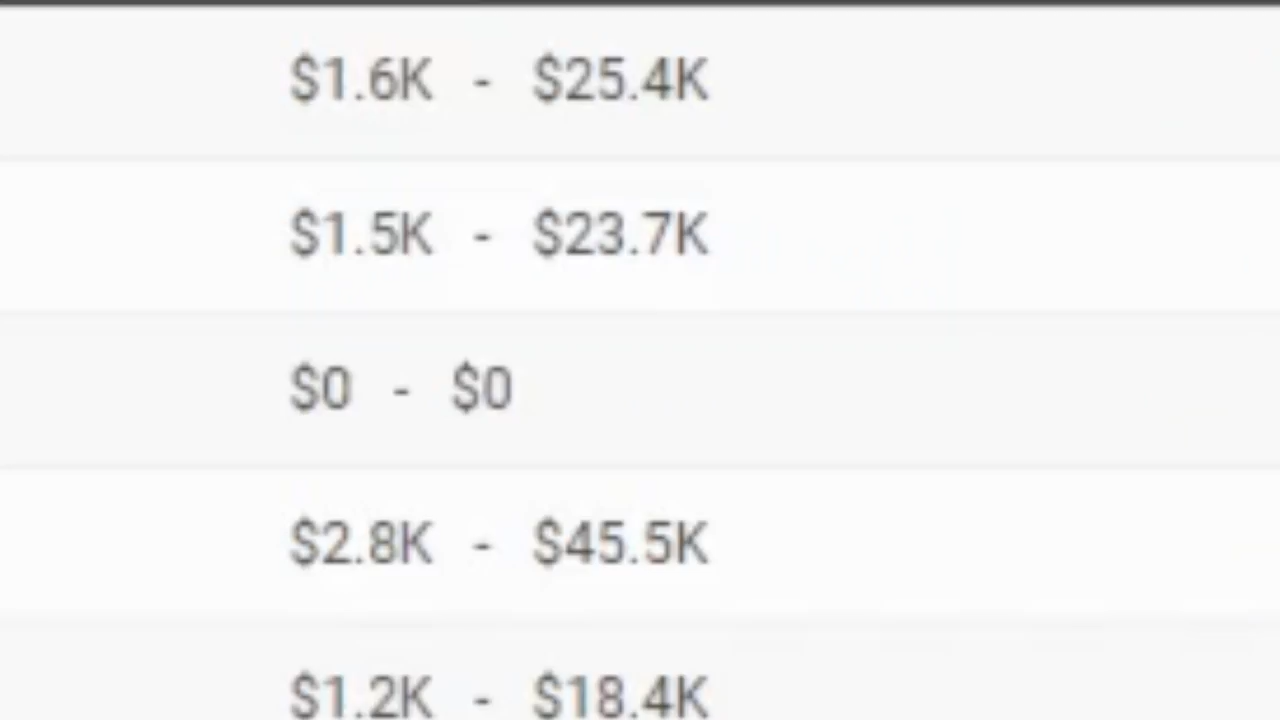 $1.6K - $25.4K
$1.5K - $23.7K
$0 - $0
$2.8K - $45.5K
$1.2K - $18.4K